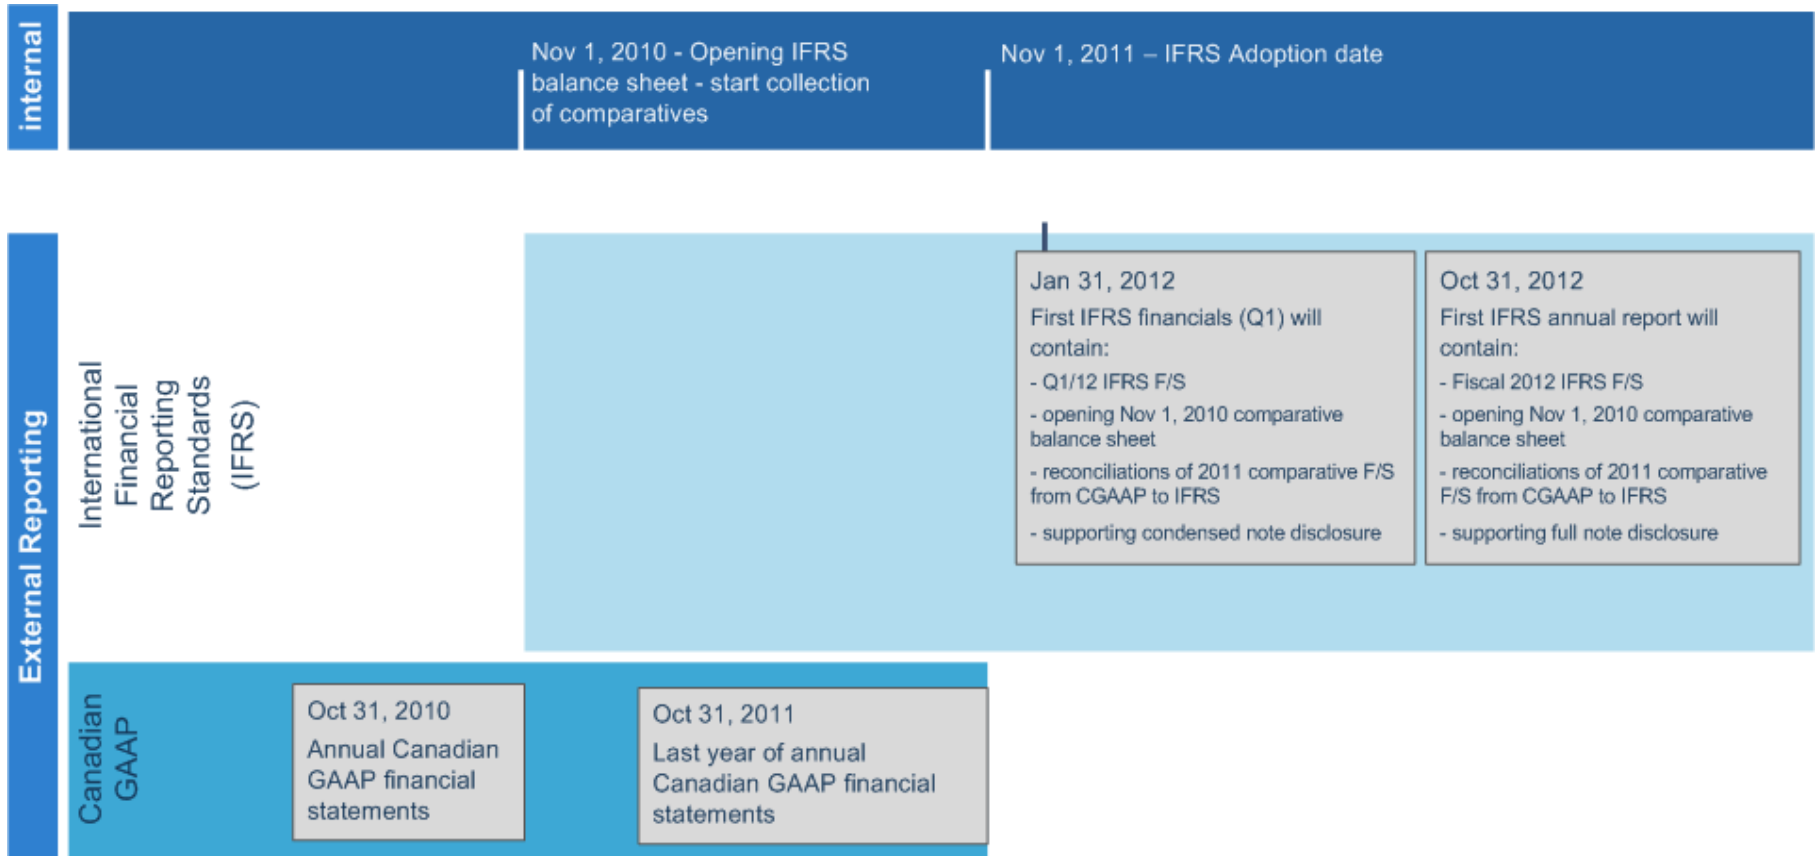 internal
Nov 1, 2010 - Opening IFRS
balance sheet - start collection
of comparatives
Nov 1, 2011 – IFRS Adoption date
External Reporting
International
Financial
Reporting
Standards
(IFRS)
Jan 31, 2012
First IFRS financials (Q1) will
contain:
- Q1/12 IFRS F/S
- opening Nov 1, 2010 comparative
balance sheet
- reconciliations of 2011 comparative F/S
from CGAAP to IFRS
- supporting condensed note disclosure
Oct 31, 2012
First IFRS annual report will
contain:
- Fiscal 2012 IFRS F/S
- opening Nov 1, 2010 comparative
balance sheet
- reconciliations of 2011 comparative
F/S from CGAAP to IFRS
- supporting full note disclosure
Canadian
GAAP
Oct 31, 2010
Annual Canadian
GAAP financial
statements
Oct 31, 2011
Last year of annual
Canadian GAAP financial
statements